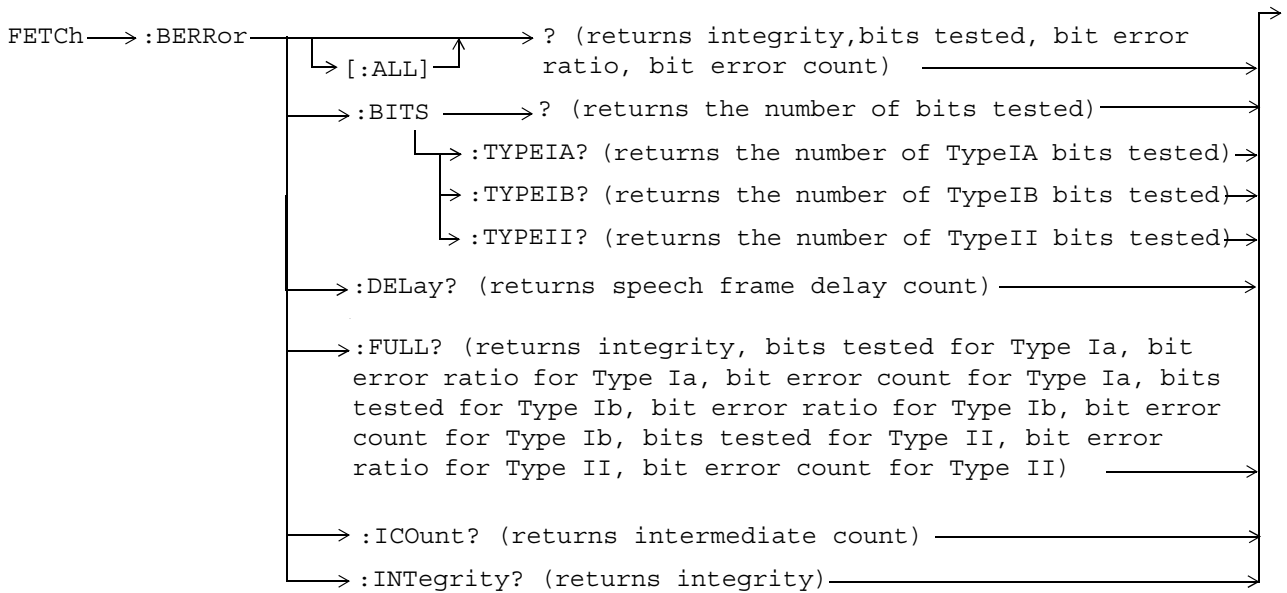 FETCh :BERRor ? (returns integrity,bits tested, bit error
[:ALL] ratio, bit error count)
:BITS ? (returns the number of bits tested)
:TYPEIA? (returns the number of TypeIA bits tested)
:TYPEIB? (returns the number of TypeIB bits tested)
:TYPEII? (returns the number of TypeII bits tested)
:DELay? (returns speech frame delay count)
:FULL? (returns integrity, bits tested for Type Ia, bit
error ratio for Type Ia, bit error count for Type Ia, bits
tested for Type Ib, bit error ratio for Type Ib, bit error
count for Type Ib, bits tested for Type II, bit error
ratio for Type II, bit error count for Type II)
:ICOunt? (returns intermediate count)
:INTegrity? (returns integrity)